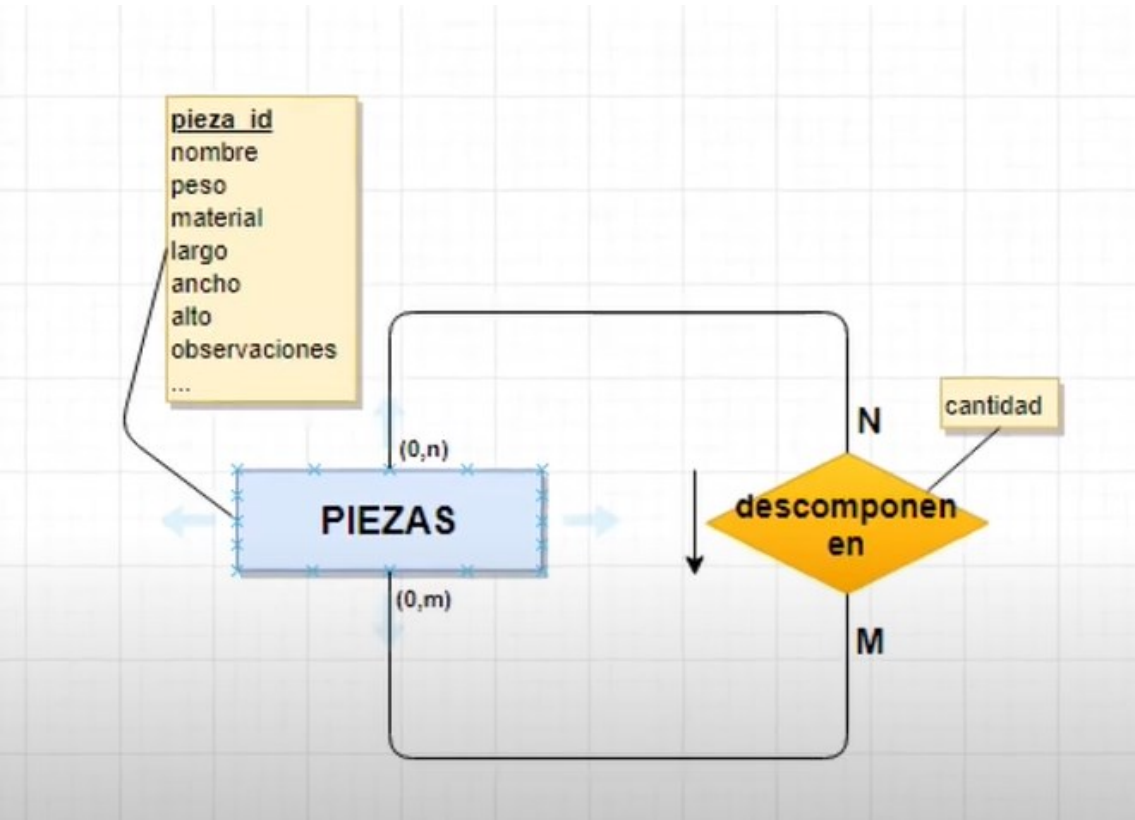 pieza_id
nombre
peso
material
largo
ancho
alto
observaciones
...
cantidad
N
(0,n)
descomponen
en
PIEZAS
(0,m)
M